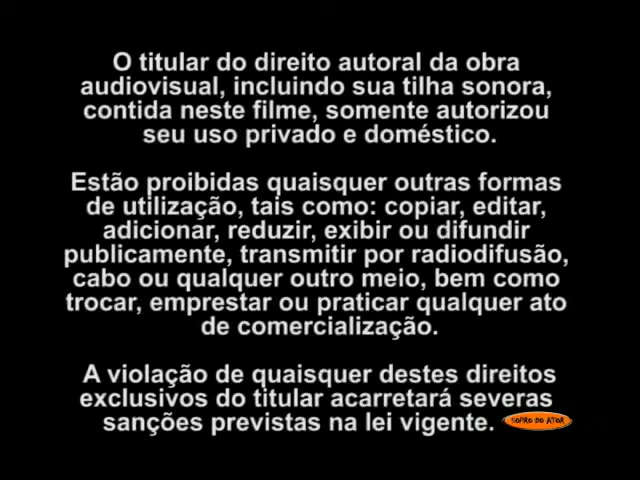 O titular do direito autoral da obra
audiovisual, incluindo sua tilha sonora,
contida neste filme, somente autorizou
seu uso privado e doméstico.
Estão proibidas quaisquer outras formas
de utilização, tais como: copiar, editar,
adicionar, reduzir, exibir ou difundir
publicamente, transmitir por radiodifusão,
cabo ou qualquer outro meio, bem como
trocar, emprestar ou praticar qualquer ato
de comercialização.
A violação de quaisquer destes direitos
exclusivos do titular acarretará severas
sanções previstas na lei vigente.
SOPRO DO ATOR